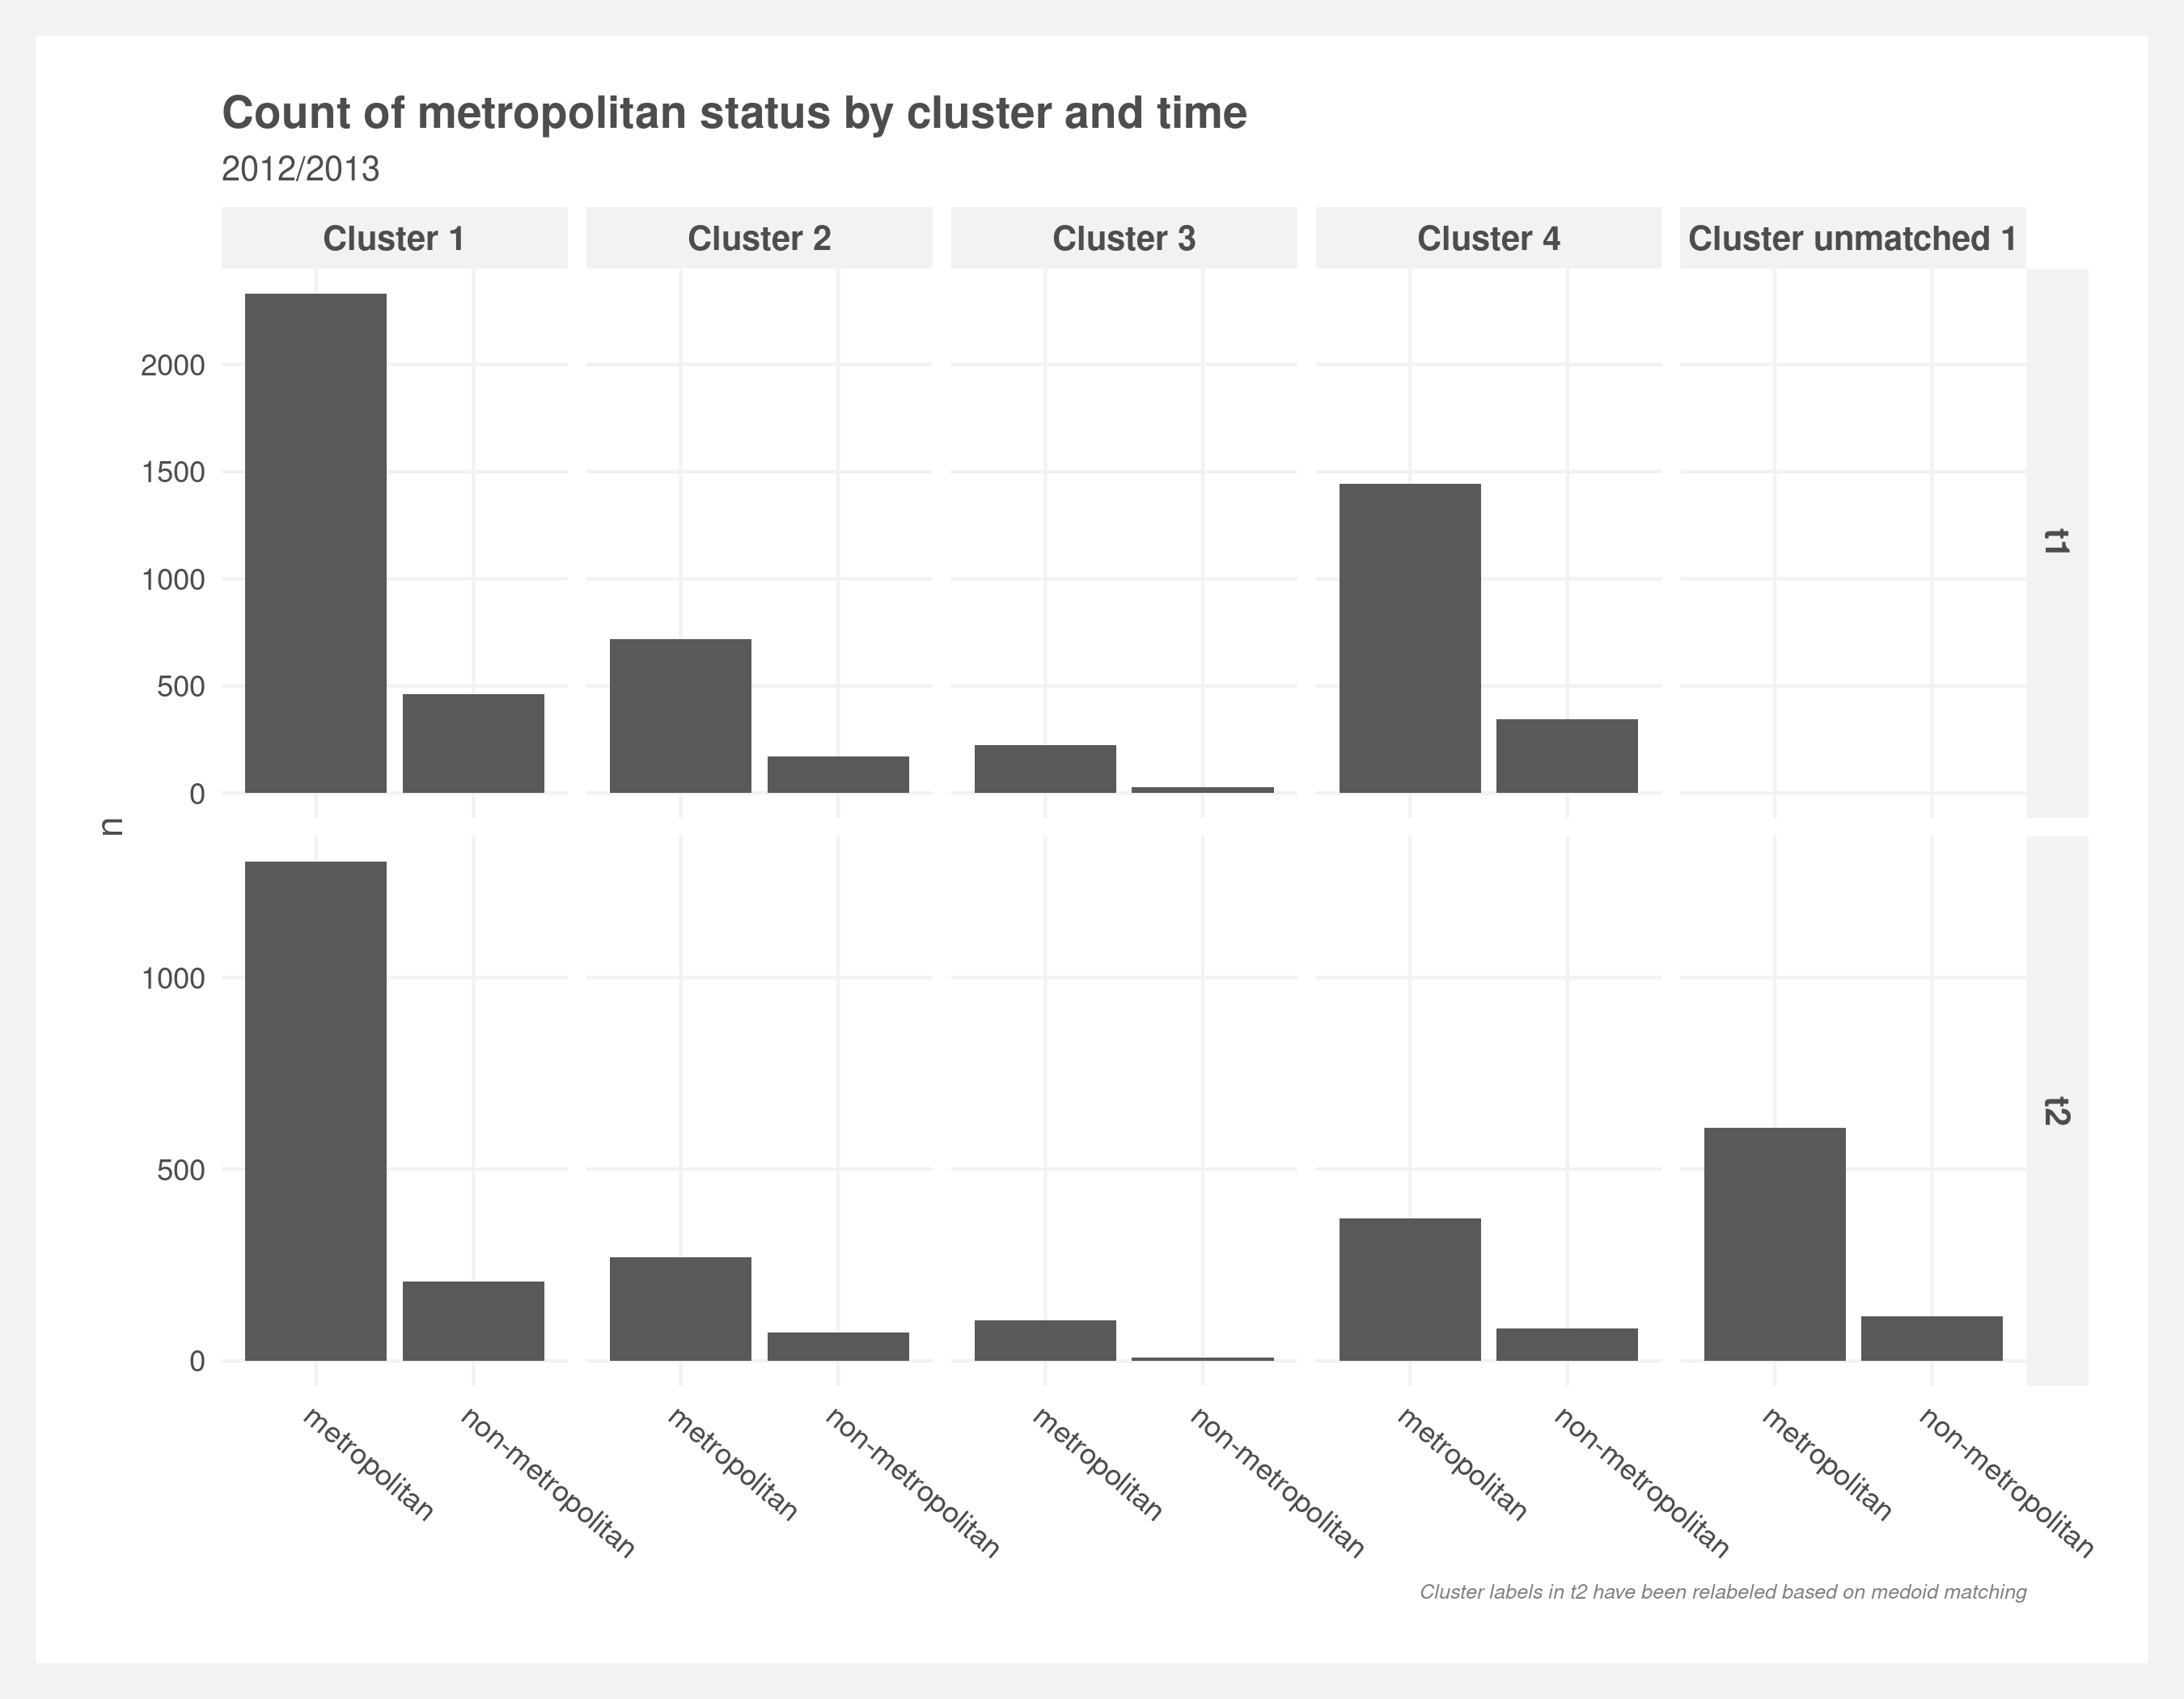 Count of metropolitan status by cluster and time
2012/2013
Cluster 1
Cluster 2
Cluster 3
Cluster 4
Cluster unmatched 1
2000
1500
1000
500
0
t1
n
1000
500
0
t2
metropolitan
non-metropolitan
metropolitan
non-metropolitan
metropolitan
non-metropolitan
metropolitan
non-metropolitan
metropolitan
non-metropolitan
Cluster labels in t2 have been relabeled based on medoid matching